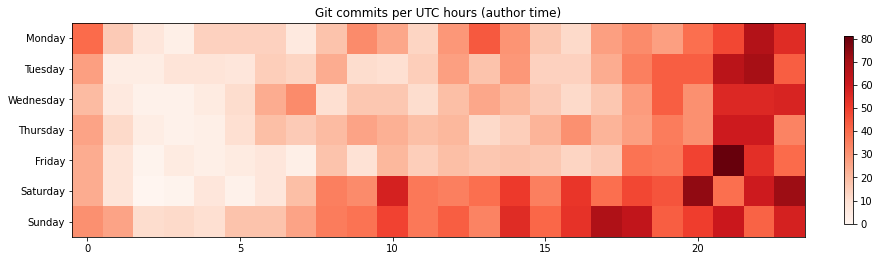 Git commits per UTC hours (author time)
Monday
Tuesday
Wednesday
Thursday
Friday
Saturday
Sunday
0 5 10 15 20
80
70
60
50
40
30
20
10
0